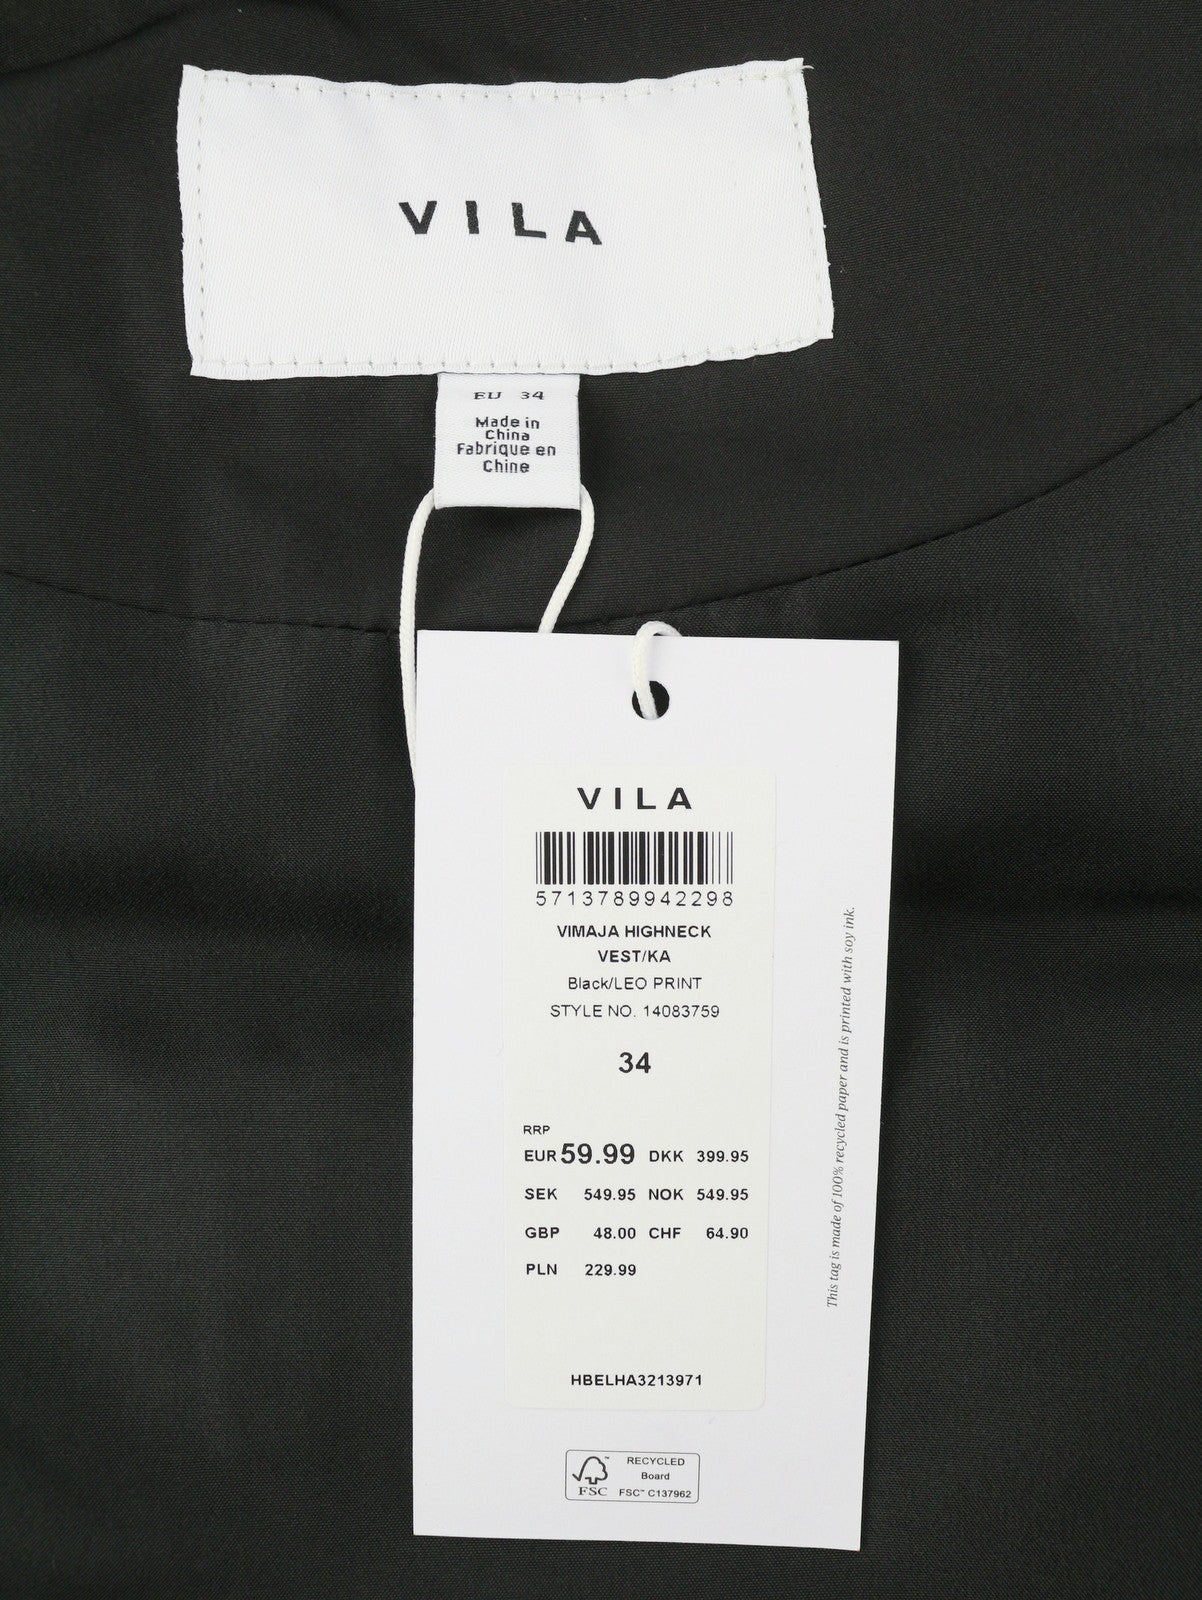 VILA
EU 34
Made in
China
Fabrique en
Chine
VILA
5713789942298
VIMAJA HIGHNECK
VEST/KA
Black/LEO PRINT
STYLE NO. 14083759
34
RRP
EUR 59.99 DKK 399.95
SEK 549.95 NOK 549.95
GBP 48.00 CHF 64.90
PLN 229.99
HBELHA3213971
This tag is made of 100% recycled paper and is printed with soy ink.
FSC
RECYCLED
Board
FSC™ C137962